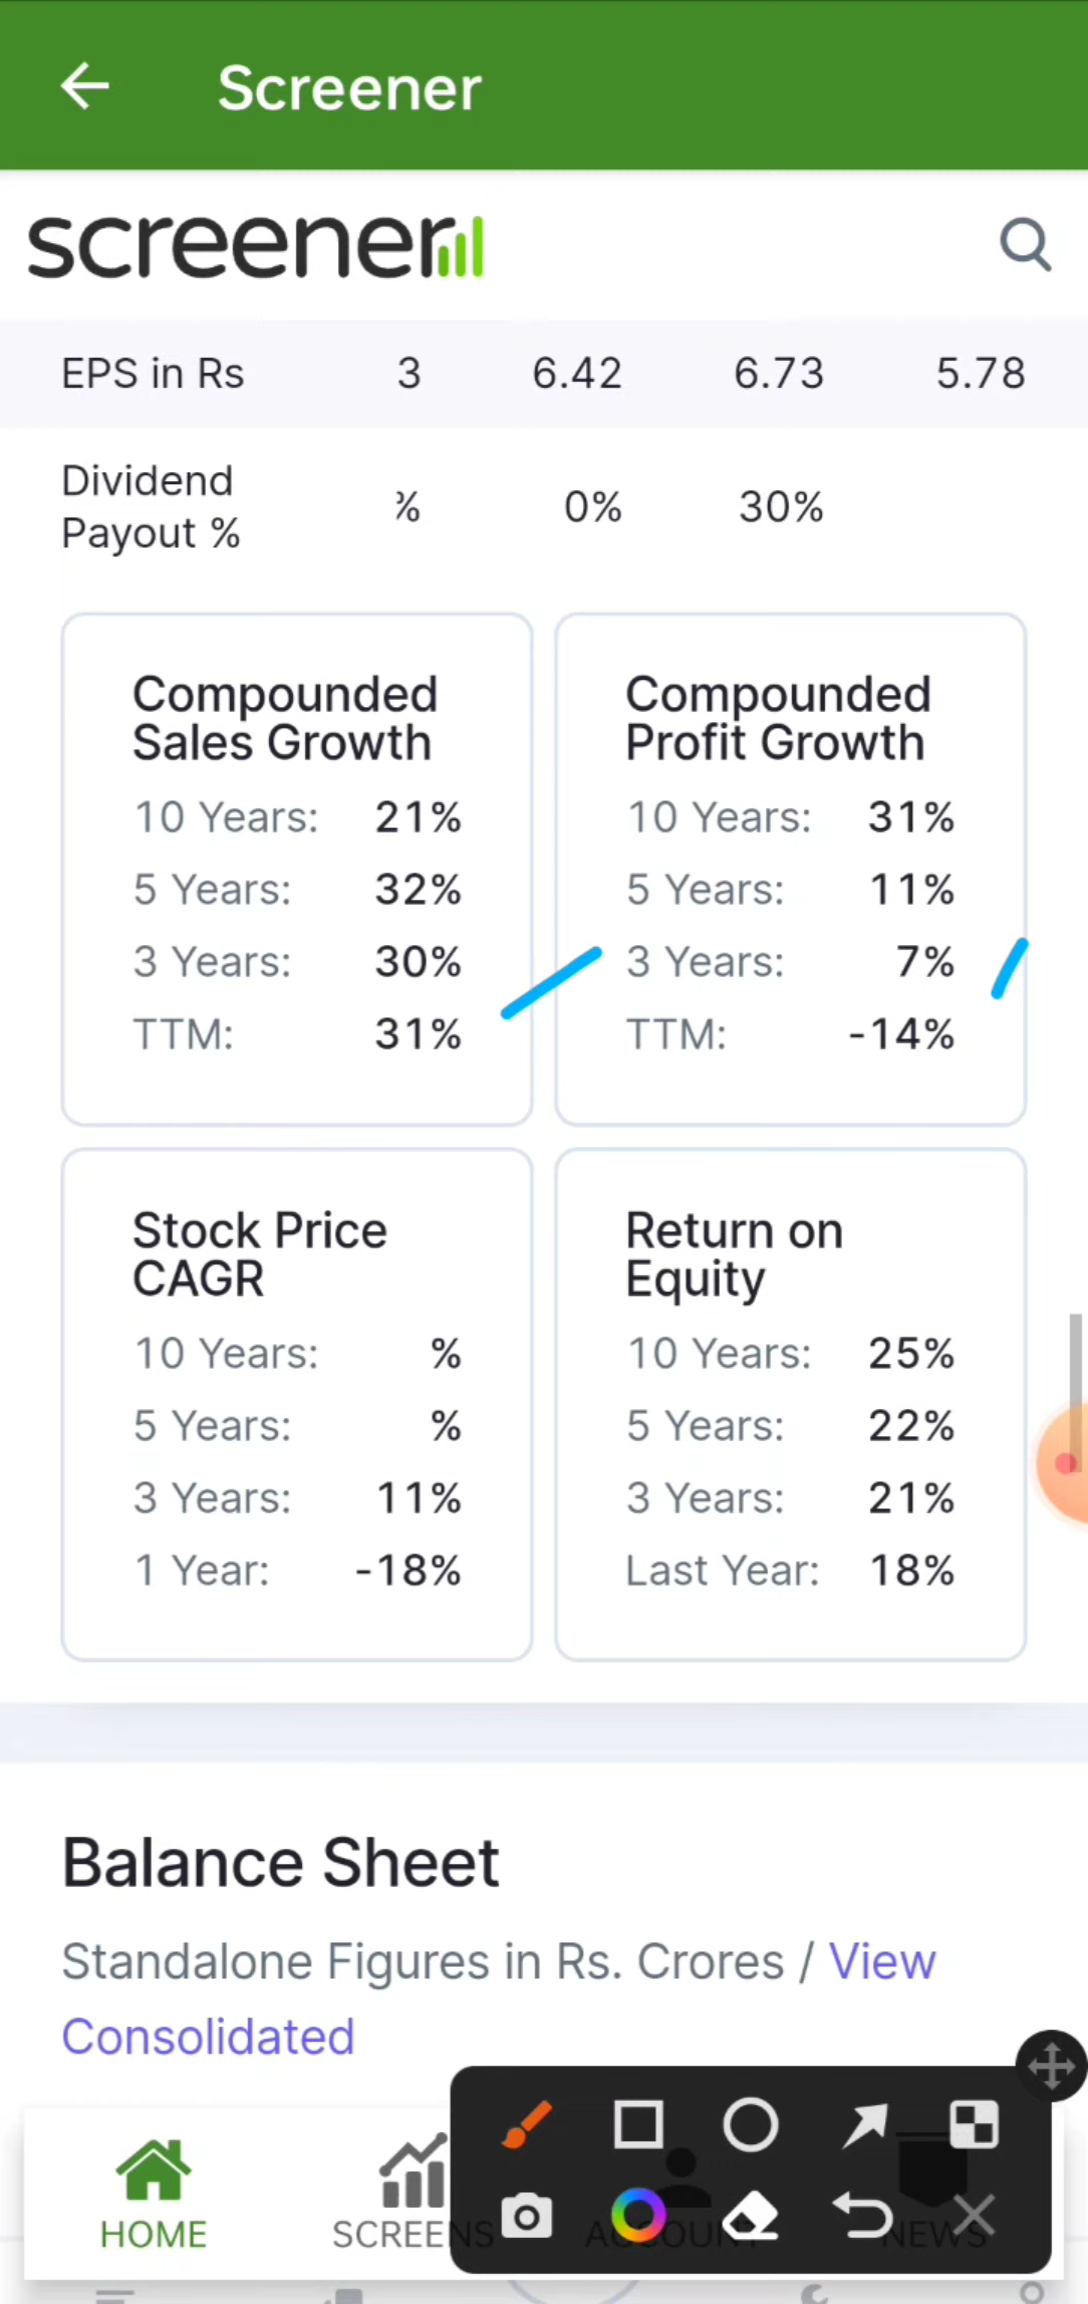 Screener
screener
EPS in Rs 3 6.42 6.73 5.78
Dividend
Payout % % 0% 30%
Compounded
Sales Growth
10 Years: 21%
5 Years: 32%
3 Years: 30%
TTM: 31%
Compounded
Profit Growth
10 Years: 31%
5 Years: 11%
3 Years: 7%
TTM: -14%
Stock Price
CAGR
10 Years: %
5 Years: %
3 Years: 11%
1 Year: -18%
Return on
Equity
10 Years: 25%
5 Years: 22%
3 Years: 21%
Last Year: 18%
Balance Sheet
Standalone Figures in Rs. Crores / View
Consolidated
HOME SCREENS ACCOUNT NEWS